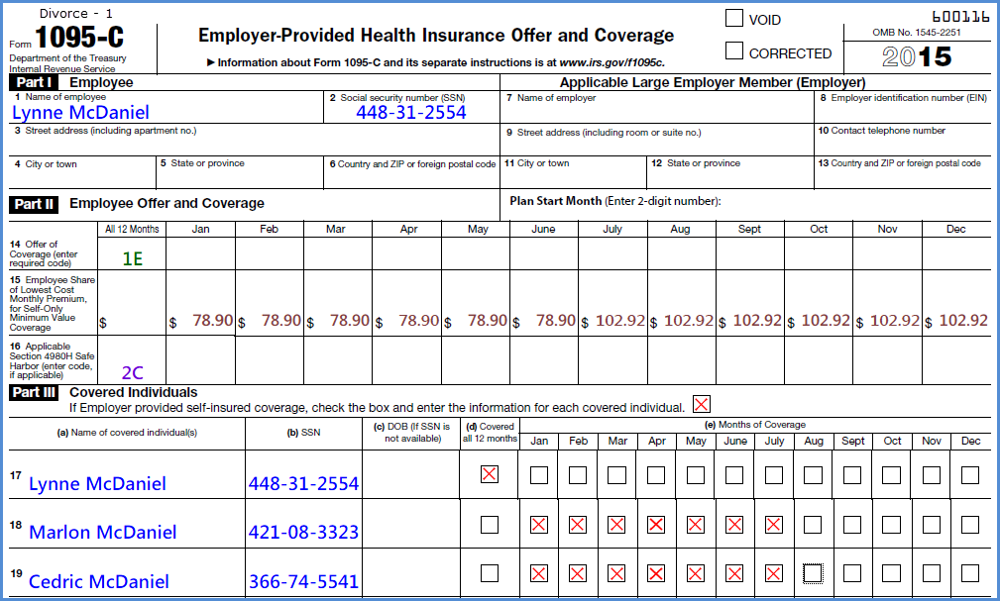 Divorce - 1
Form 1095-C
Department of the Treasury
Internal Revenue Service
Employer-Provided Health Insurance Offer and Coverage
▶ Information about Form 1095-C and its separate instructions is at www.irs.gov/f1095c.
VOID
CORRECTED
600116
OMB No. 1545-2251
2015
Part I Employee
Applicable Large Employer Member (Employer)
1 Name of employee
Lynne McDaniel
2 Social security number (SSN)
448-31-2554
7 Name of employer
8 Employer identification number (EIN)
3 Street address (including apartment no.)
9 Street address (including room or suite no.)
10 Contact telephone number
4 City or town
5 State or province
6 Country and ZIP or foreign postal code
11 City or town
12 State or province
13 Country and ZIP or foreign postal code
Part II Employee Offer and Coverage
Plan Start Month (Enter 2-digit number):
All 12 Months Jan Feb Mar Apr May June July Aug Sept Oct Nov Dec
14 Offer of
Coverage (enter
required code)
1E
15 Employee Share
of Lowest Cost
Monthly Premium,
for Self-Only
Minimum Value
Coverage
$ $ 78.90 $ 78.90 $ 78.90 $ 78.90 $ 78.90 $ 78.90 $ 102.92 $ 102.92 $ 102.92 $ 102.92 $ 102.92 $ 102.92
16 Applicable
Section 4980H Safe
Harbor (enter code,
if applicable)
2C
Part III Covered Individuals
If Employer provided self-insured coverage, check the box and enter the information for each covered individual.
(a) Name of covered individual(s)
(b) SSN
(c) DOB (If SSN is
not available)
(d) Covered
all 12 months
(e) Months of Coverage
Jan Feb Mar Apr May June July Aug Sept Oct Nov Dec
17 Lynne McDaniel 448-31-2554
18 Marlon McDaniel 421-08-3323
19 Cedric McDaniel 366-74-5541